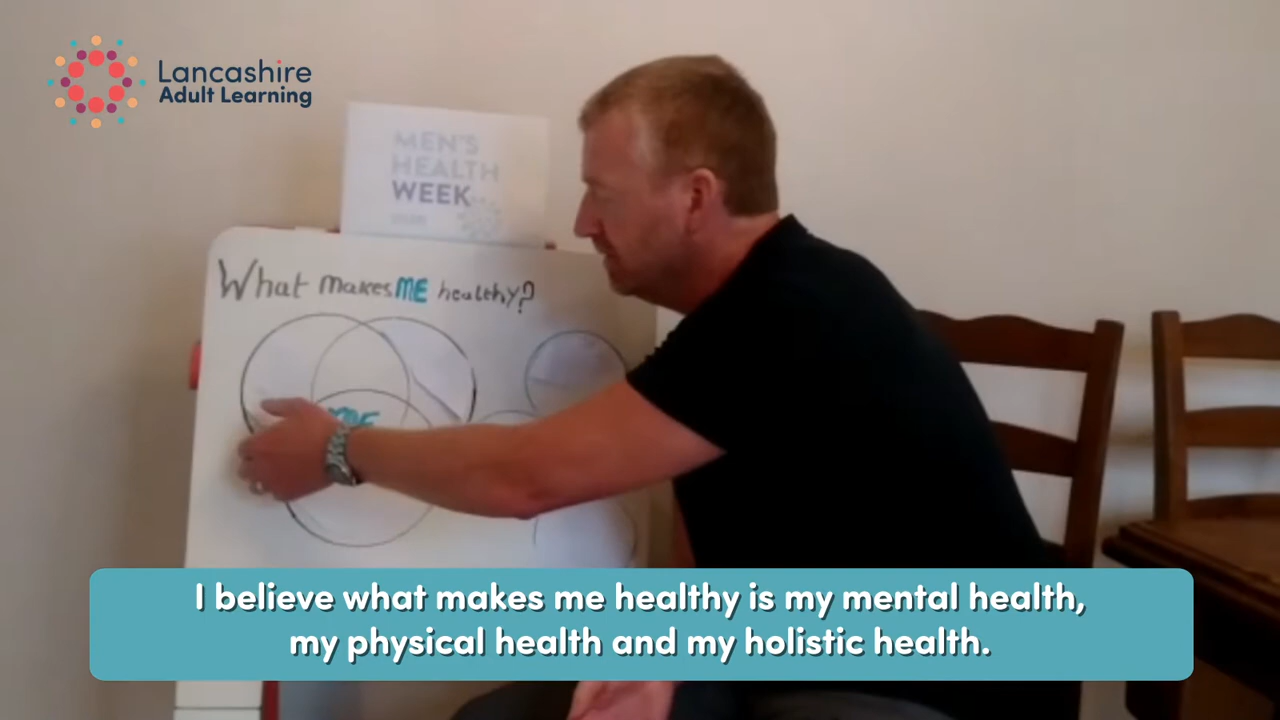 Lancashire
Adult Learning
MEN'S
HEALTH
WEEK
What makes ME healthy?
ME
I believe what makes me healthy is my mental health,
my physical health and my holistic health.